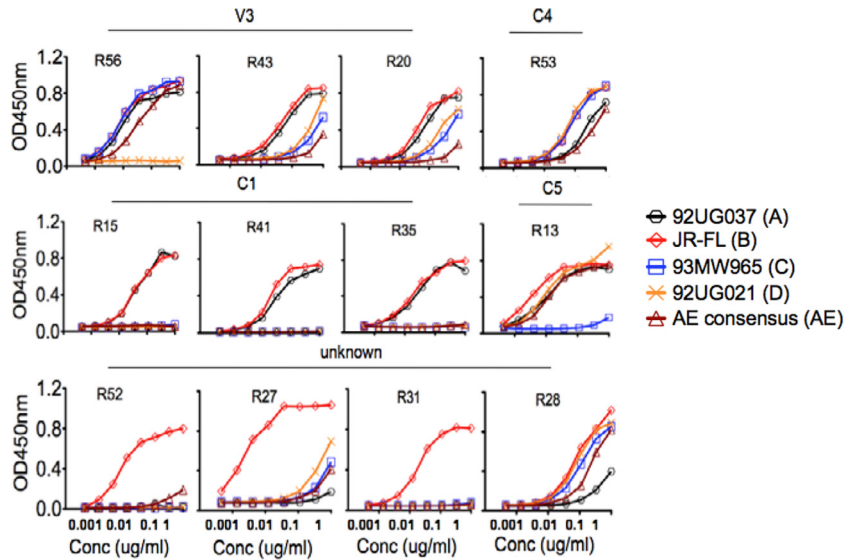 V3 C4
R56 R43 R20 R53
1.2
0.8
0.4
0.0
OD450nm
C1 C5
R15 R41 R35 R13
1.2
0.8
0.4
0.0
OD450nm
92UG037 (A)
JR-FL (B)
93MW965 (C)
92UG021 (D)
AE consensus (AE)
unknown
R52 R27 R31 R28
1.2
0.8
0.4
0.0
OD450nm
0.001 0.01 0.1 1 0.001 0.01 0.1 1 0.001 0.01 0.1 1 0.001 0.01 0.1 1
Conc (ug/ml) Conc (ug/ml) Conc (ug/ml) Conc (ug/ml)